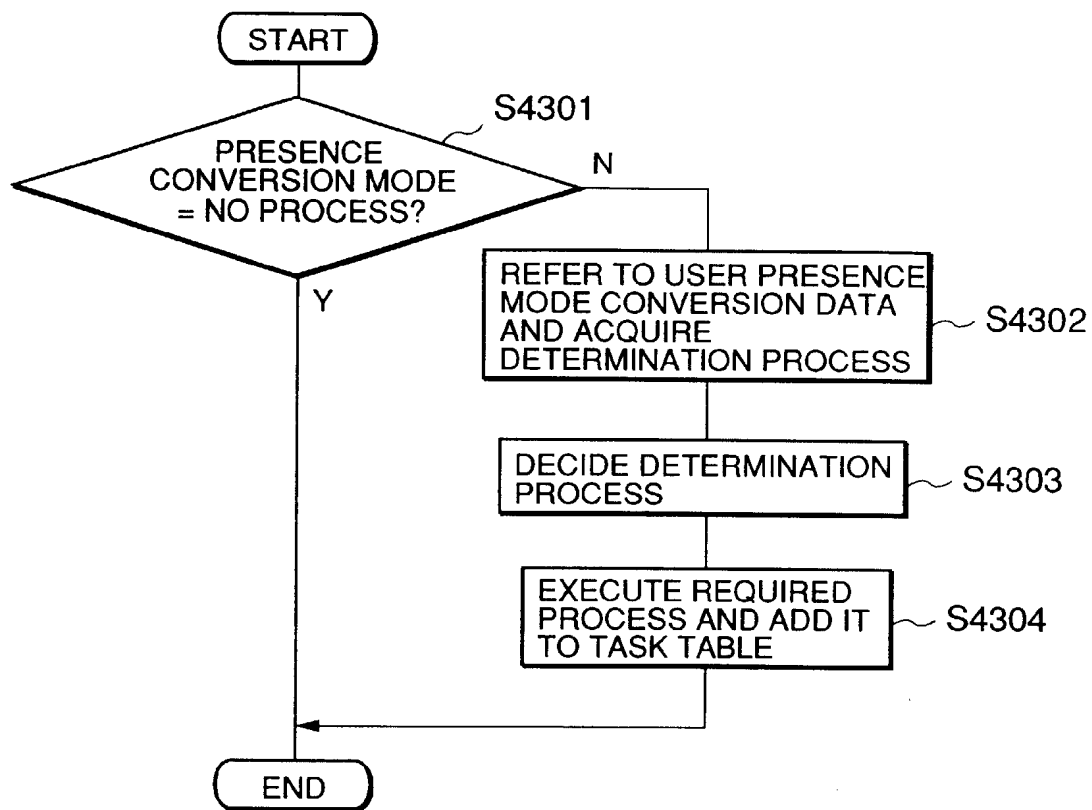 START
S4301
PRESENCE
CONVERSION MODE
= NO PROCESS?
N
Y
REFER TO USER PRESENCE
MODE CONVERSION DATA
AND ACQUIRE
DETERMINATION PROCESS
S4302
DECIDE DETERMINATION
PROCESS
S4303
EXECUTE REQUIRED
PROCESS AND ADD IT
TO TASK TABLE
S4304
END